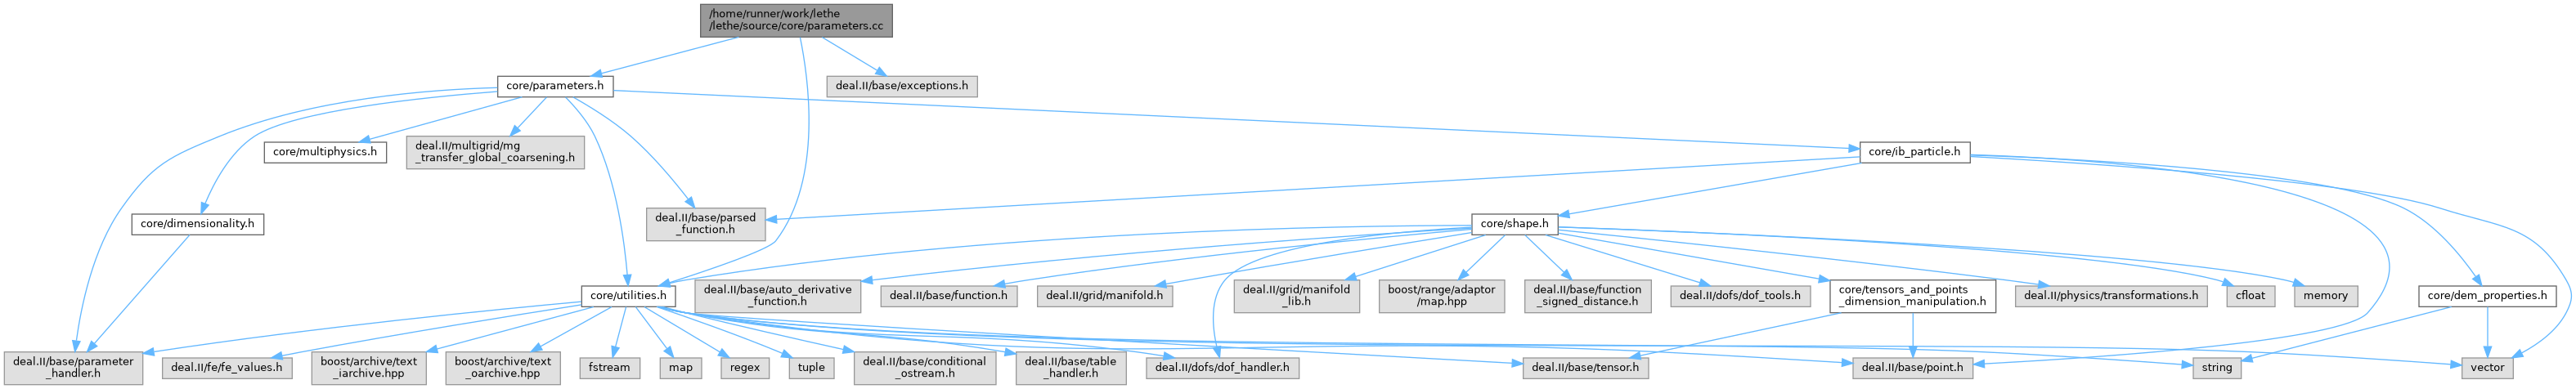 /home/runner/work/lethe
/lethe/source/core/parameters.cc
core/parameters.h
deal.II/base/exceptions.h
core/multiphysics.h
deal.II/multigrid/mg
_transfer_global_coarsening.h
core/ib_particle.h
core/dimensionality.h
deal.II/base/parsed
_function.h
core/shape.h
core/utilities.h
deal.II/base/auto_derivative
_function.h
deal.II/base/function.h
deal.II/grid/manifold.h
deal.II/grid/manifold
_lib.h
boost/range/adaptor
/map.hpp
deal.II/base/function
_signed_distance.h
deal.II/dofs/dof_tools.h
core/tensors_and_points
_dimension_manipulation.h
deal.II/physics/transformations.h
cfloat
memory
core/dem_properties.h
deal.II/base/parameter
_handler.h
deal.II/fe/fe_values.h
boost/archive/text
_iarchive.hpp
boost/archive/text
_oarchive.hpp
fstream
map
regex
tuple
deal.II/base/conditional
_ostream.h
deal.II/base/table
_handler.h
deal.II/dofs/dof_handler.h
deal.II/base/tensor.h
deal.II/base/point.h
string
vector